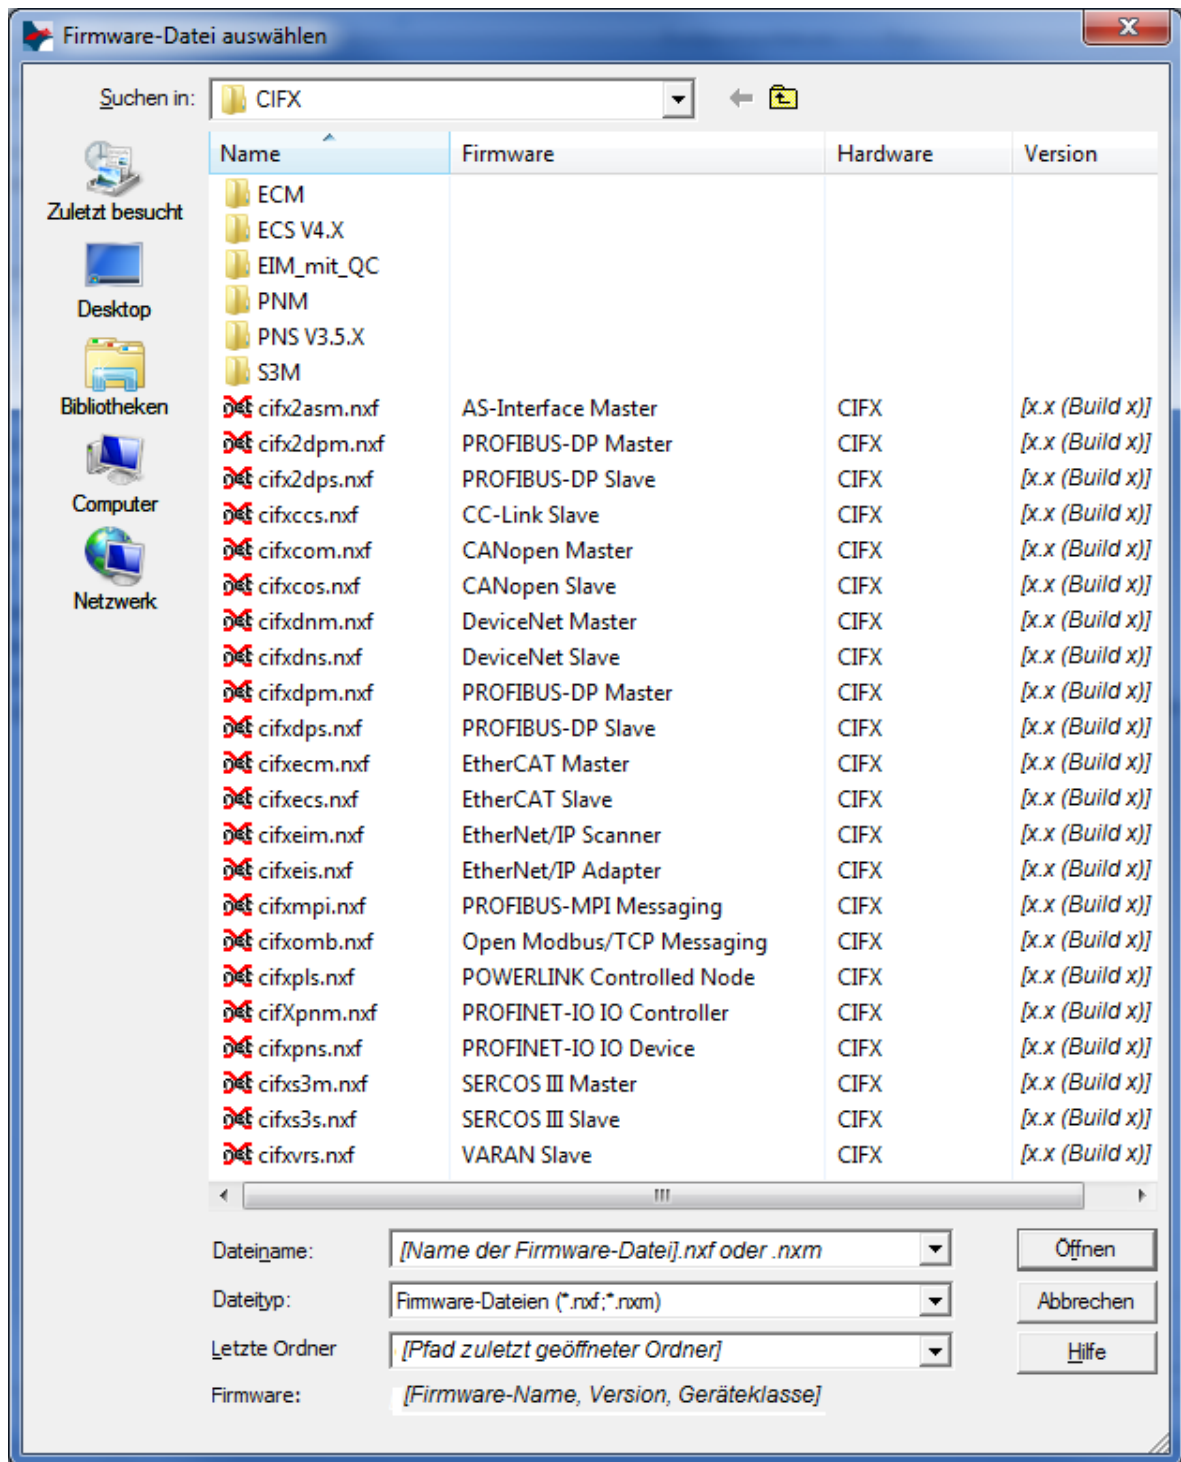 Firmware-Datei auswählen
Suchen in: CIFX
Name Firmware Hardware Version
Zuletzt besucht
Desktop
Bibliotheken
Computer
Netzwerk
ECM
ECS V4.X
EIM_mit_QC
PNM
PNS V3.5.X
S3M
cifx2asm.nxf AS-Interface Master CIFX [x.x (Build x)]
cifx2dpm.nxf PROFIBUS-DP Master CIFX [x.x (Build x)]
cifx2dps.nxf PROFIBUS-DP Slave CIFX [x.x (Build x)]
cifxccs.nxf CC-Link Slave CIFX [x.x (Build x)]
cifxcom.nxf CANopen Master CIFX [x.x (Build x)]
cifxcos.nxf CANopen Slave CIFX [x.x (Build x)]
cifxdnm.nxf DeviceNet Master CIFX [x.x (Build x)]
cifxdns.nxf DeviceNet Slave CIFX [x.x (Build x)]
cifxdpm.nxf PROFIBUS-DP Master CIFX [x.x (Build x)]
cifxdps.nxf PROFIBUS-DP Slave CIFX [x.x (Build x)]
cifxecm.nxf EtherCAT Master CIFX [x.x (Build x)]
cifxecs.nxf EtherCAT Slave CIFX [x.x (Build x)]
cifxeim.nxf EtherNet/IP Scanner CIFX [x.x (Build x)]
cifxeis.nxf EtherNet/IP Adapter CIFX [x.x (Build x)]
cifxmpi.nxf PROFIBUS-MPI Messaging CIFX [x.x (Build x)]
cifxomb.nxf Open Modbus/TCP Messaging CIFX [x.x (Build x)]
cifxpls.nxf POWERLINK Controlled Node CIFX [x.x (Build x)]
cifXpnm.nxf PROFINET-IO IO Controller CIFX [x.x (Build x)]
cifxpns.nxf PROFINET-IO IO Device CIFX [x.x (Build x)]
cifxs3m.nxf SERCOS III Master CIFX [x.x (Build x)]
cifxs3s.nxf SERCOS III Slave CIFX [x.x (Build x)]
cifxvrs.nxf VARAN Slave CIFX [x.x (Build x)]
Dateiname: [Name der Firmware-Datei].nxf oder .nxm Öffnen
Dateityp: Firmware-Dateien (*.nxf;*.nxm) Abbrechen
Letzte Ordner [Pfad zuletzt geöffneter Ordner] Hilfe
Firmware: [Firmware-Name, Version, Geräteklasse]